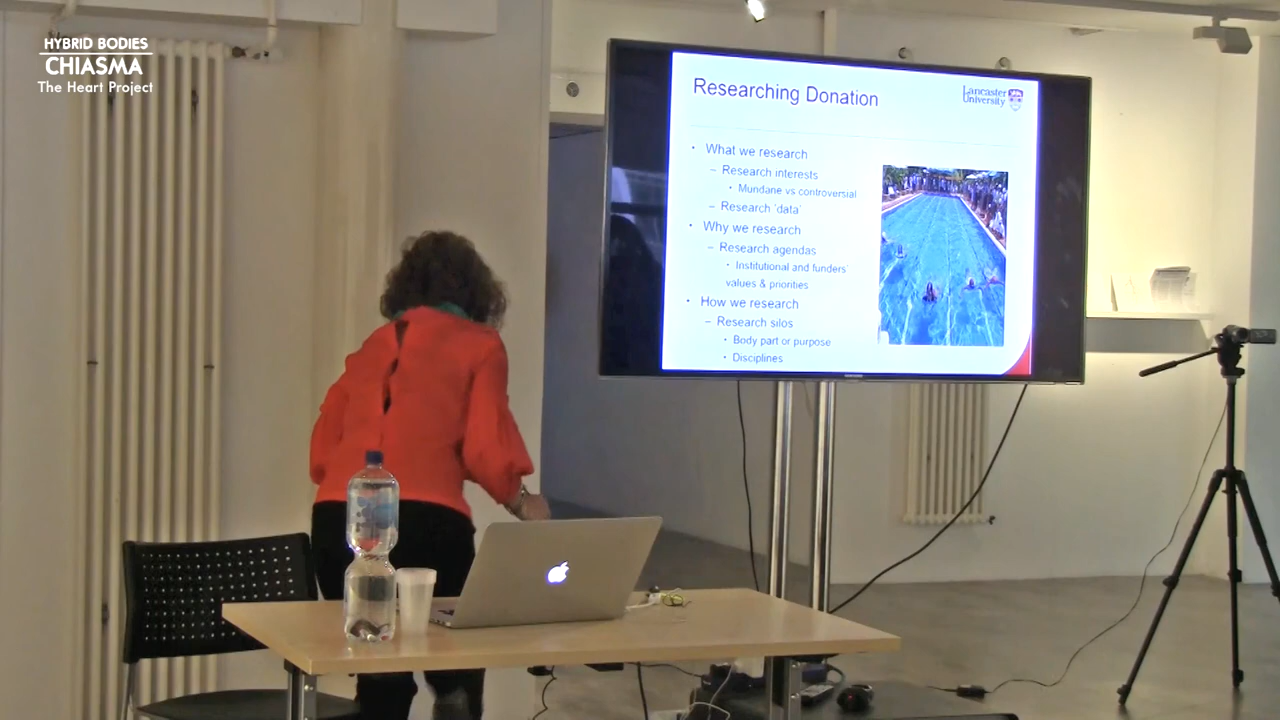 HYBRID BODIES
CHIASMA
The Heart Project
Researching Donation
Lancaster
University
• What we research
– Research interests
• Mundane vs controversial
– Research 'data'
• Why we research
– Research agendas
• Institutional and funders'
values & priorities
• How we research
– Research silos
• Body part or purpose
• Disciplines